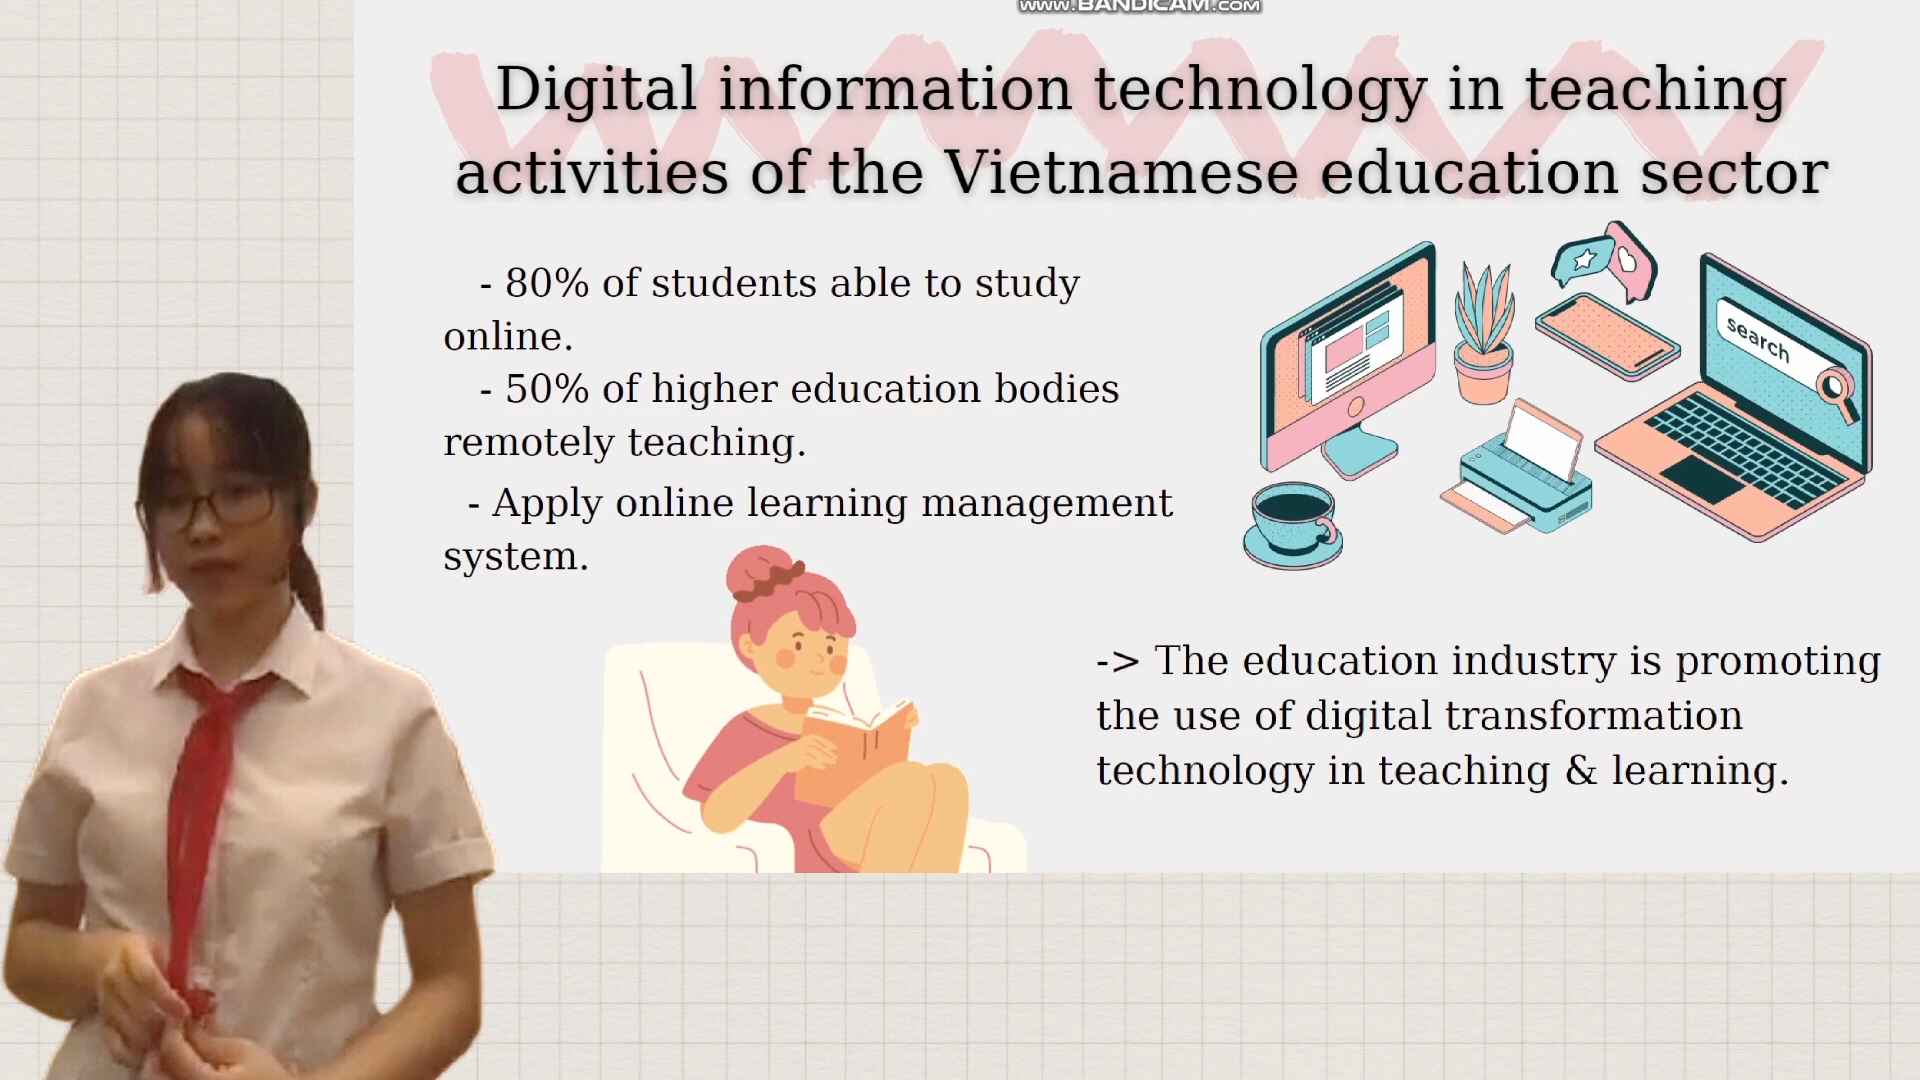 www.BANDICAM.com
Digital information technology in teaching
activities of the Vietnamese education sector
- 80% of students able to study
online.
- 50% of higher education bodies
remotely teaching.
- Apply online learning management
system.
search
-> The education industry is promoting
the use of digital transformation
technology in teaching & learning.